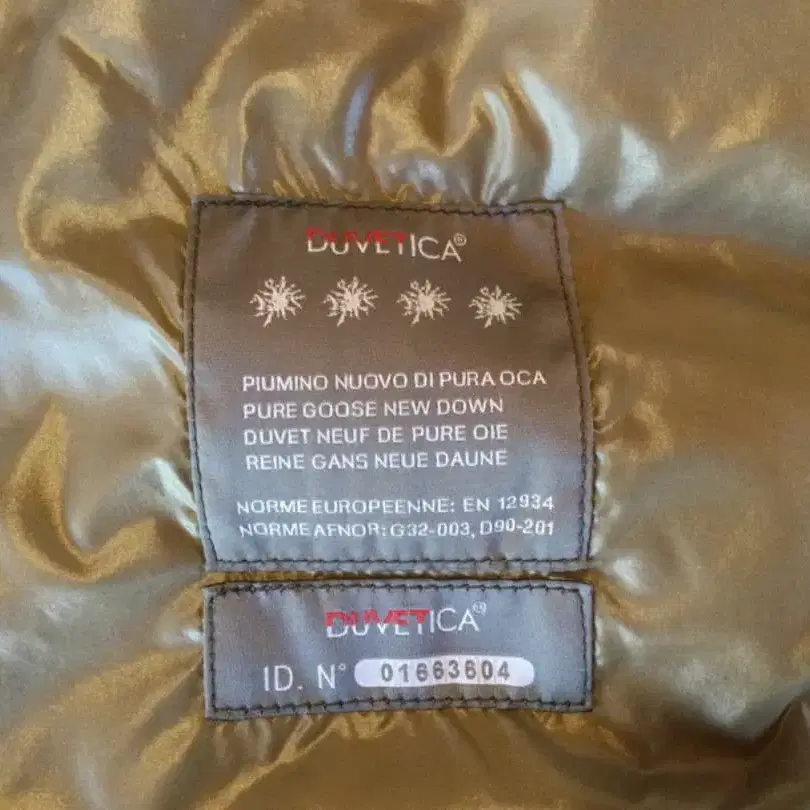 DUVETICA®
PIUMINO NUOVO DI PURA OCA
PURE GOOSE NEW DOWN
DUVET NEUF DE PURE OIE
REINE GANS NEUE DAUNE
NORME EUROPEENNE: EN 12934
NORME AFNOR: G32-003, D90-201
DUVETICA®
ID. N° 01663604